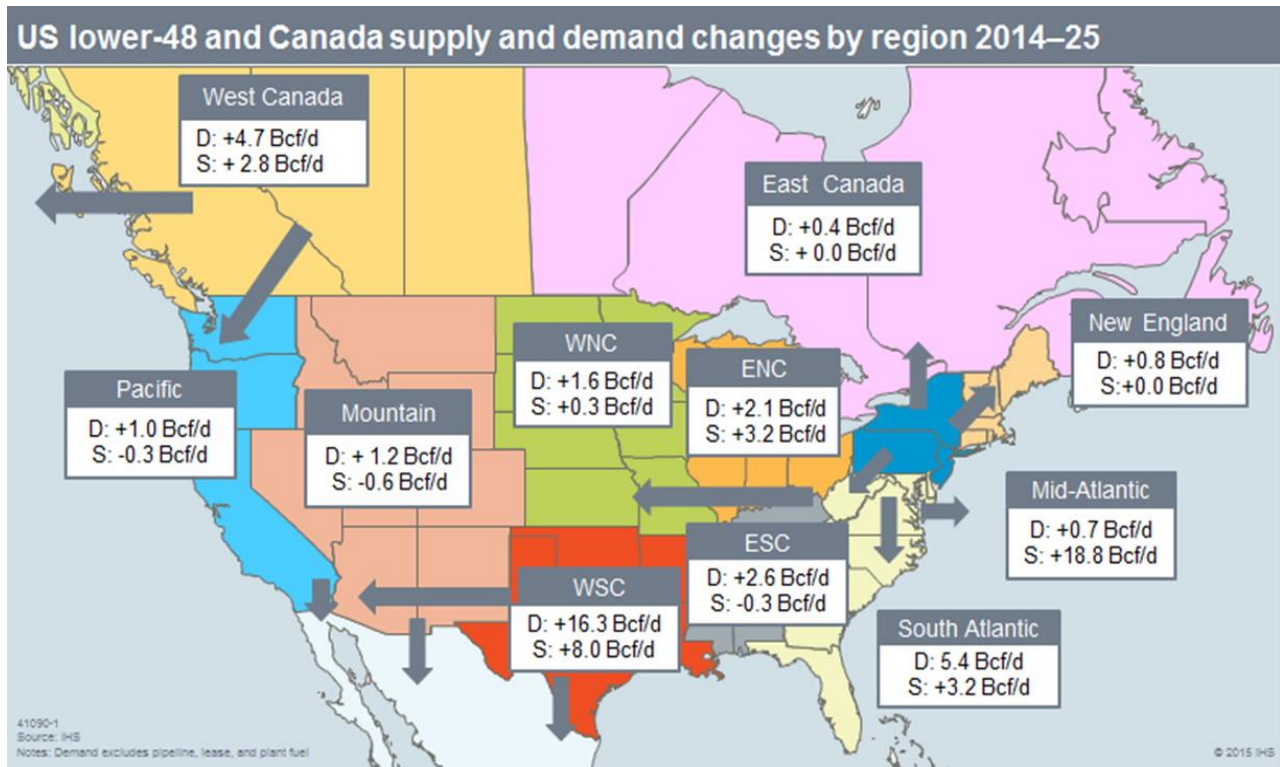 US lower-48 and Canada supply and demand changes by region 2014–25
West Canada
D: +4.7 Bcf/d
S: + 2.8 Bcf/d
East Canada
D: +0.4 Bcf/d
S: + 0.0 Bcf/d
New England
D: +0.8 Bcf/d
S:+0.0 Bcf/d
WNC
D: +1.6 Bcf/d
S: +0.3 Bcf/d
ENC
D: +2.1 Bcf/d
S: +3.2 Bcf/d
Pacific
D: +1.0 Bcf/d
S: -0.3 Bcf/d
Mountain
D: + 1.2 Bcf/d
S: -0.6 Bcf/d
Mid-Atlantic
D: +0.7 Bcf/d
S: +18.8 Bcf/d
ESC
D: +2.6 Bcf/d
S: -0.3 Bcf/d
WSC
D: +16.3 Bcf/d
S: +8.0 Bcf/d
South Atlantic
D: 5.4 Bcf/d
S: +3.2 Bcf/d
41090-1
Source: IHS
Notes: Demand excludes pipeline, lease, and plant fuel
© 2015 IHS